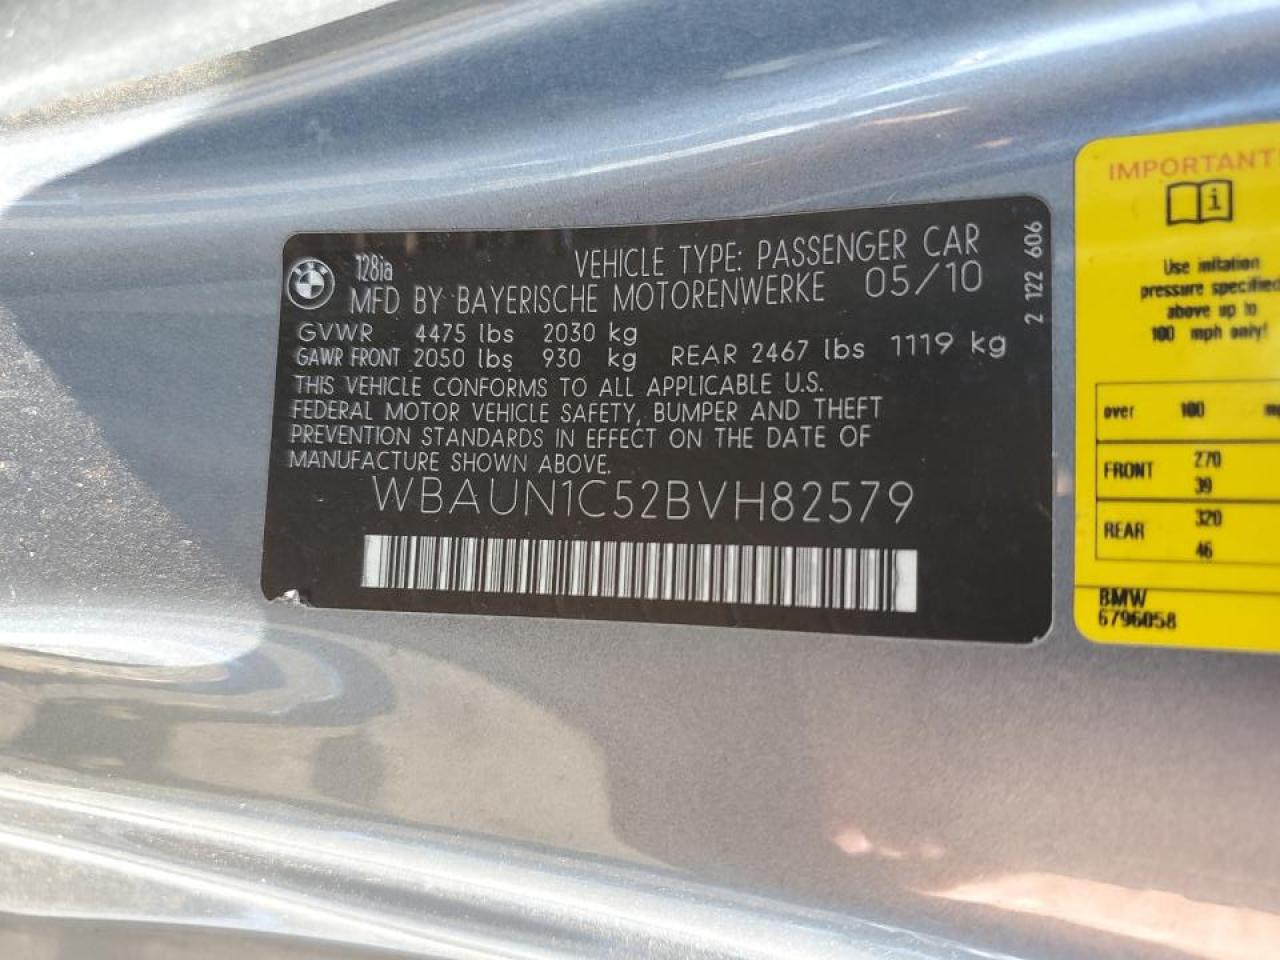 BMW
128ia
VEHICLE TYPE: PASSENGER CAR
MFD BY BAYERISCHE MOTORENWERKE 05/10
GVWR 4475 lbs 2030 kg
GAWR FRONT 2050 lbs 930 kg REAR 2467 lbs 1119 kg
THIS VEHICLE CONFORMS TO ALL APPLICABLE U.S.
FEDERAL MOTOR VEHICLE SAFETY, BUMPER AND THEFT
PREVENTION STANDARDS IN EFFECT ON THE DATE OF
MANUFACTURE SHOWN ABOVE.
WBAUN1C52BVH82579
2 122 606
IMPORTANT
i
Use inflation
pressure specified
above up to
100 mph only!
over 100
FRONT 270
39
REAR 320
46
BMW
6796058